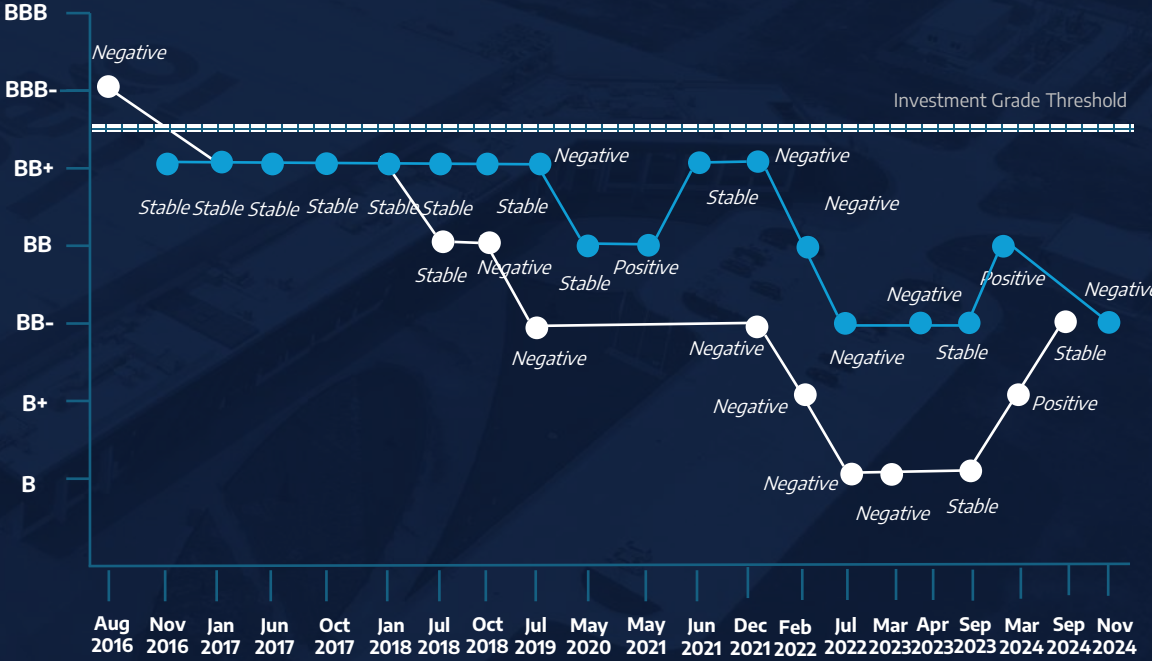 BBB
Negative
BBB-
Investment Grade Threshold
BB+
Negative
Negative
Stable Stable Stable Stable Stable Stable Stable
Stable
Negative
BB
Stable Negative Stable Positive
Positive
Negative
Negative
BB-
Negative
Negative
Negative
Stable
Stable
B+
Negative
Positive
B
Negative
Negative
Stable
Aug Nov Jan Jun Oct Jan Jul Oct Jul May May Jun Dec Feb Jul Mar Apr Sep Mar Sep Nov
2016 2016 2017 2017 2017 2018 2018 2018 2019 2020 2021 2021 2021 2022 2022 2023 2023 2023 2024 2024 2024